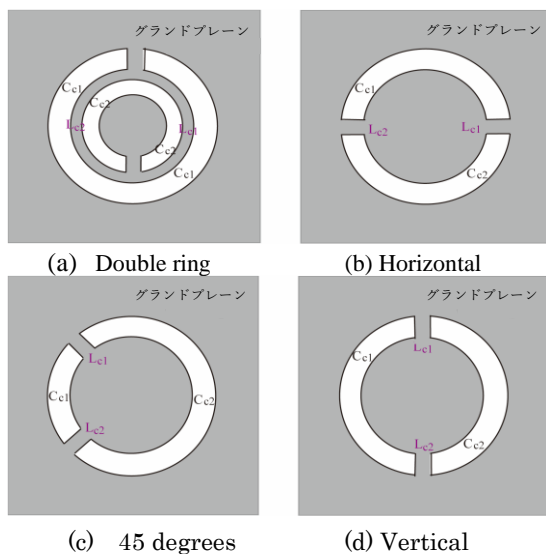 グランドプレーン
Cc1
Cc2
Lc2
Lc1
Cc2
Cc1
(a) Double ring
グランドプレーン
Cc1
Lc2
Lc1
Cc2
(b) Horizontal
グランドプレーン
Lc1
Cc1
Cc2
Lc2
(c) 45 degrees
グランドプレーン
Lc1
Cc1
Lc2
Cc2
(d) Vertical